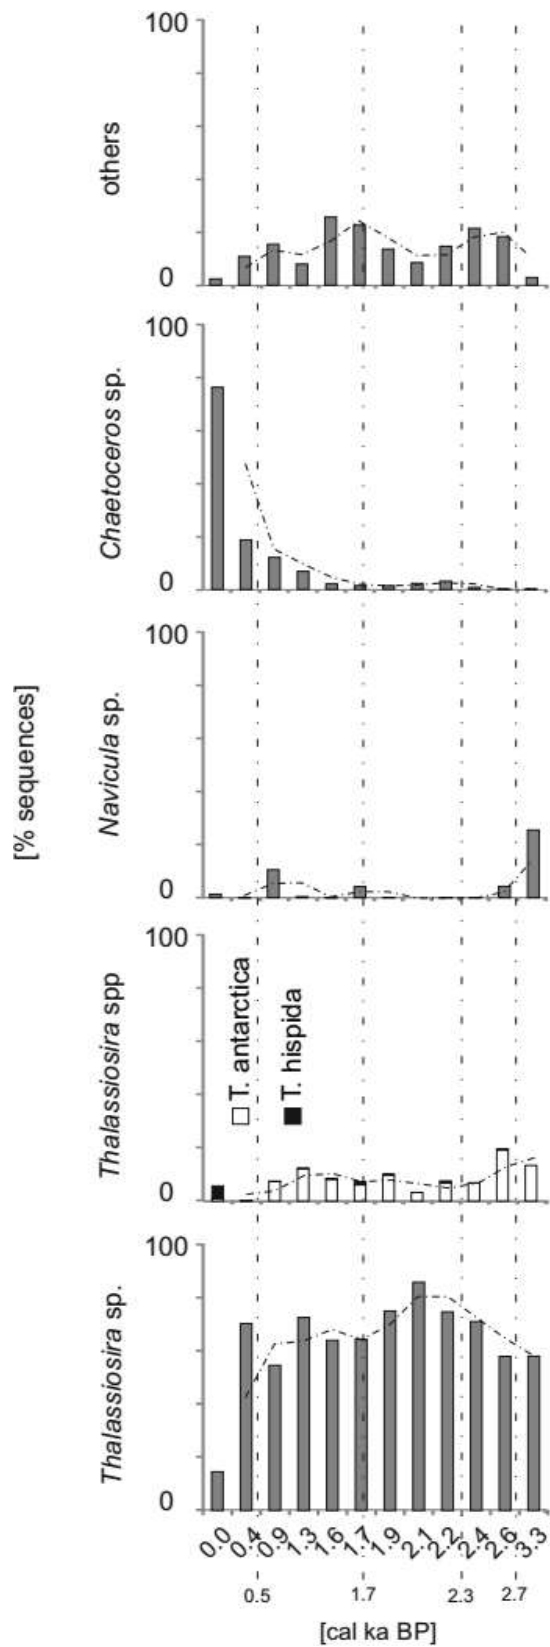 100
others
0
100
Chaetoceros sp.
0
100
Navicula sp.
0
[% sequences]
100
Thalassiosira spp
0
T. antarctica
T. hispida
100
Thalassiosira sp.
0
0.0 0.4 0.9 1.3 1.6 1.7 1.9 2.1 2.2 2.4 2.6 3.3
0.5 1.7 2.3 2.7
[cal ka BP]